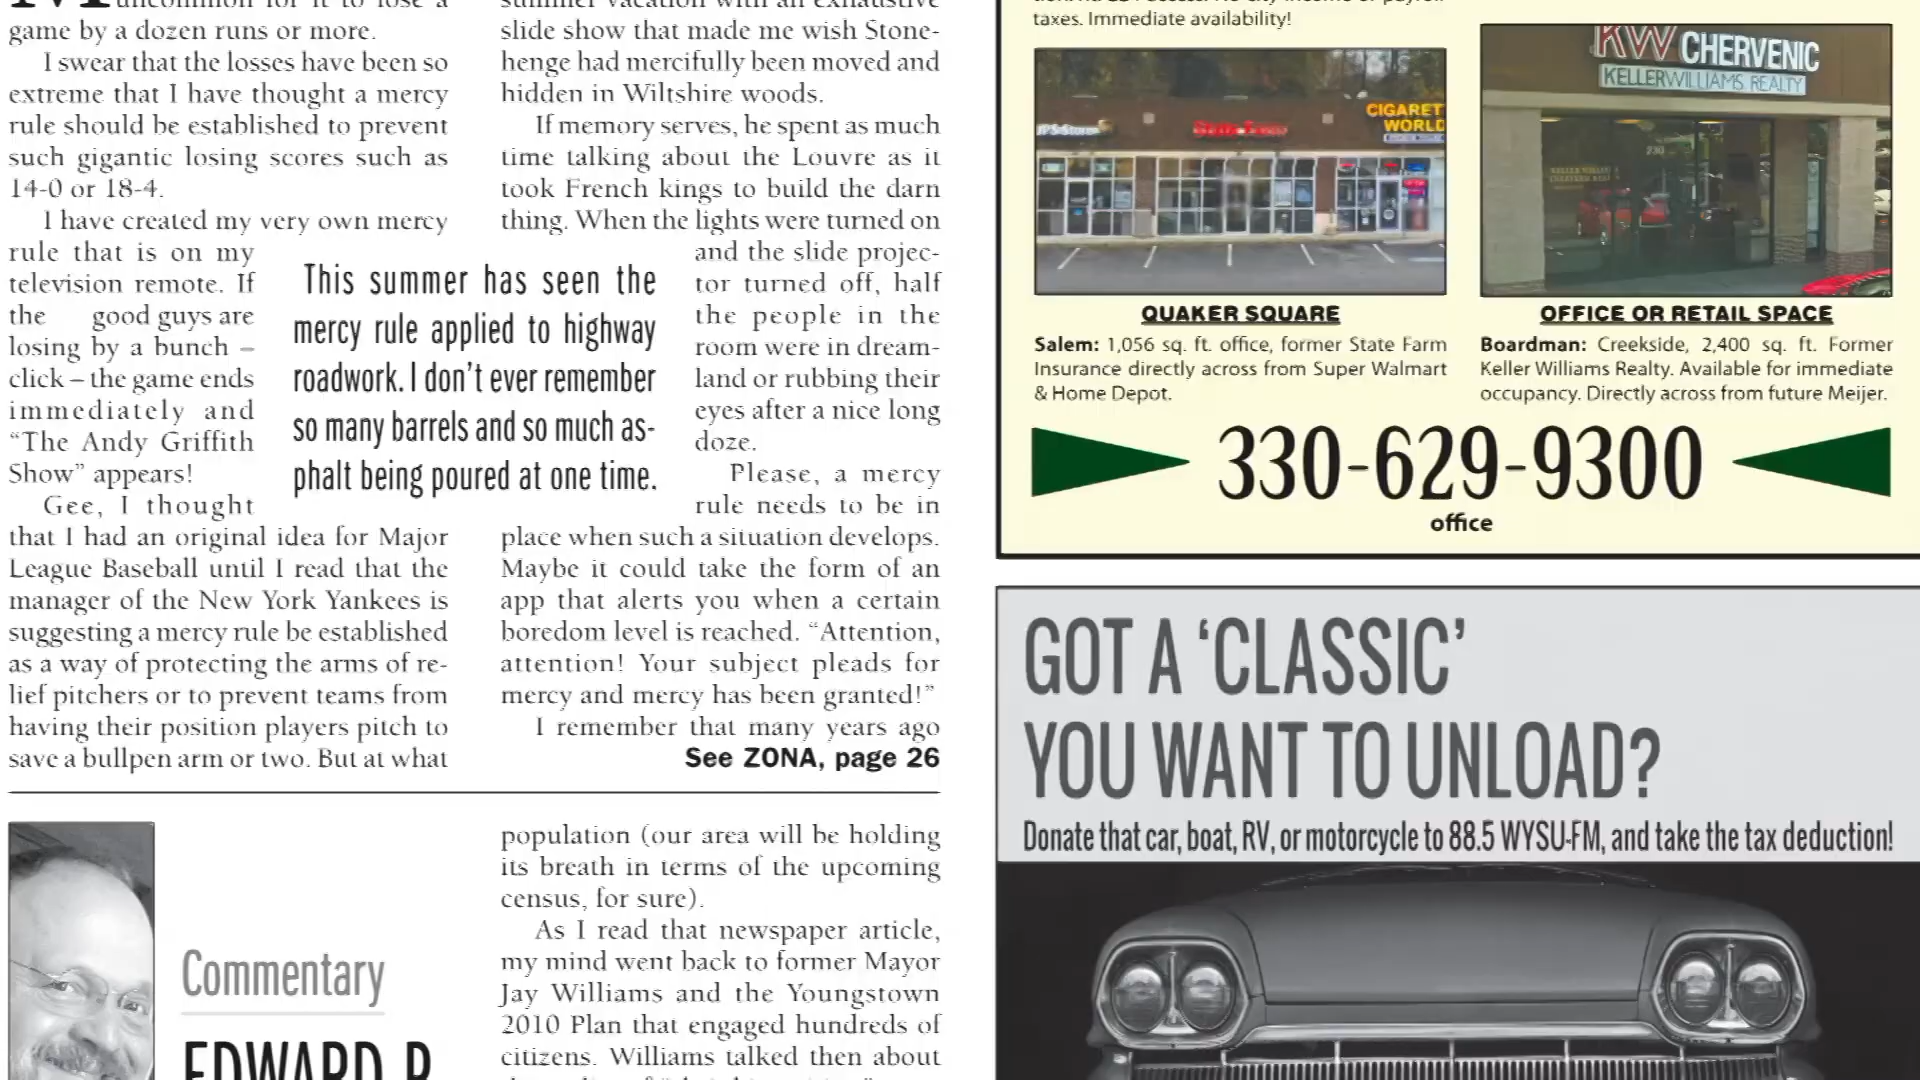 uncommon for it to lose a
game by a dozen runs or more.
I swear that the losses have been so
extreme that I have thought a mercy
rule should be established to prevent
such gigantic losing scores such as
14-0 or 18-4.
I have created my very own mercy
rule that is on my
television remote. If
the good guys are
losing by a bunch –
click – the game ends
immediately and
“The Andy Griffith
Show” appears!
Gee, I thought
that I had an original idea for Major
League Baseball until I read that the
manager of the New York Yankees is
suggesting a mercy rule be established
as a way of protecting the arms of re-
lief pitchers or to prevent teams from
having their position players pitch to
save a bullpen arm or two. But at what
This summer has seen the
mercy rule applied to highway
roadwork. I don’t ever remember
so many barrels and so much as-
phalt being poured at one time.
summer vacation with an exhaustive
slide show that made me wish Stone-
henge had mercifully been moved and
hidden in Wiltshire woods.
If memory serves, he spent as much
time talking about the Louvre as it
took French kings to build the darn
thing. When the lights were turned on
and the slide projec-
tor turned off, half
the people in the
room were in dream-
land or rubbing their
eyes after a nice long
doze.
Please, a mercy
rule needs to be in
place when such a situation develops.
Maybe it could take the form of an
app that alerts you when a certain
boredom level is reached. “Attention,
attention! Your subject pleads for
mercy and mercy has been granted!”
I remember that many years ago
See ZONA, page 26
Commentary
EDWARD P.
population (our area will be holding
its breath in terms of the upcoming
census, for sure).
As I read that newspaper article,
my mind went back to former Mayor
Jay Williams and the Youngstown
2010 Plan that engaged hundreds of
citizens. Williams talked then about
taxes. Immediate availability!
State Farm
CIGARET
WORLD
KW CHERVENIC
KELLERWILLIAMS. REALTY
230
QUAKER SQUARE
Salem: 1,056 sq. ft. office, former State Farm
Insurance directly across from Super Walmart
& Home Depot.
OFFICE OR RETAIL SPACE
Boardman: Creekside, 2,400 sq. ft. Former
Keller Williams Realty. Available for immediate
occupancy. Directly across from future Meijer.
330-629-9300
office
GOT A ‘CLASSIC’
YOU WANT TO UNLOAD?
Donate that car, boat, RV, or motorcycle to 88.5 WYSU-FM, and take the tax deduction!